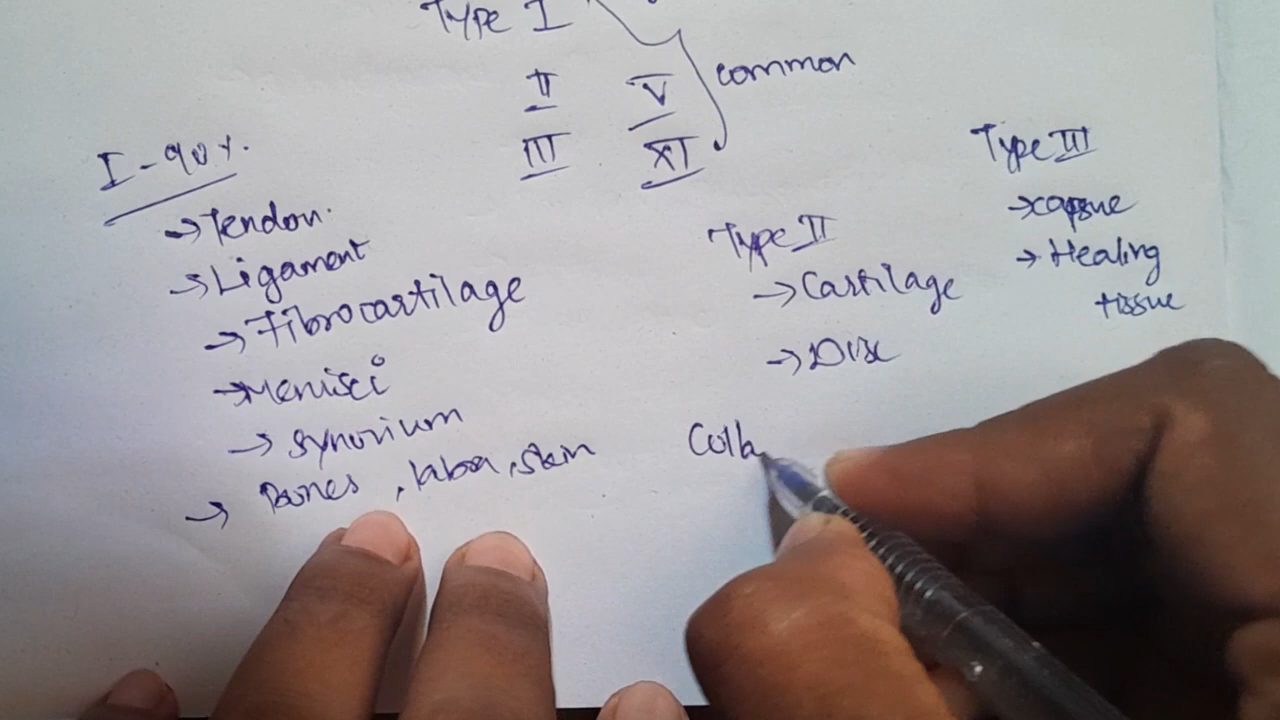 Type I
II V common
III XI
I - 90%.
→ Tendon.
→ Ligament
→ Fibrocartilage
→ Menisci
→ synovium
→ Bones, labra, skin
Type II
→ Cartilage
→ Disc
Type III
→ capsue
→ Healing
tissue
Colla